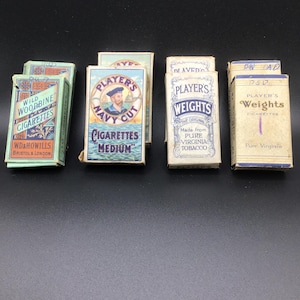 WILD
WOODBINE
CIGARETTES
W.D.& H.O.WILLS
BRISTOL & LONDON
PLAYER'S
NAVY CUT
CIGARETTES
MEDIUM
PLAYER'S
PLAYER'S
WEIGHTS
Made from
PURE
VIRGINIA
TOBACCO
PLAYER'S
Weights
CIGARETTES
Pure Virginia